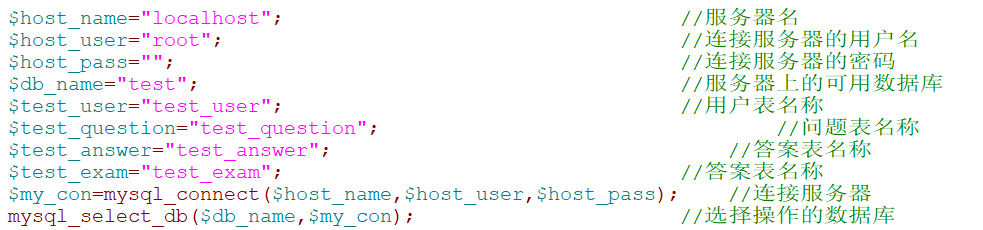 $host_name="localhost"; //服务器名
$host_user="root"; //连接服务器的用户名
$host_pass=""; //连接服务器的密码
$db_name="test"; //服务器上的可用数据库
$test_user="test_user"; //用户表名称
$test_question="test_question"; //问题表名称
$test_answer="test_answer"; //答案表名称
$test_exam="test_exam"; //答案表名称
$my_con=mysql_connect($host_name,$host_user,$host_pass); //连接服务器
mysql_select_db($db_name,$my_con); //选择操作的数据库